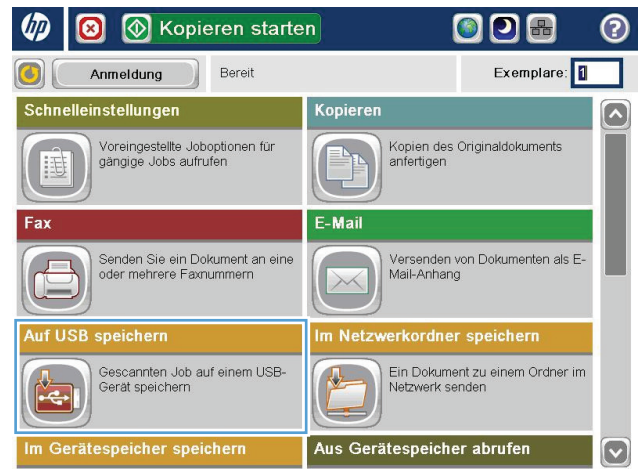 hp
Kopieren starten
?
Anmeldung
Bereit
Exemplare: 1
Schnelleinstellungen
Voreingestellte Joboptionen für
gängige Jobs aufrufen
Kopieren
Kopien des Originaldokuments
anfertigen
Fax
Senden Sie ein Dokument an eine
oder mehrere Faxnummern
E-Mail
Versenden von Dokumenten als E-
Mail-Anhang
Auf USB speichern
Gescannten Job auf einem USB-
Gerät speichern
Im Netzwerkordner speichern
Ein Dokument zu einem Ordner im
Netzwerk senden
Im Gerätespeicher speichern
Aus Gerätespeicher abrufen